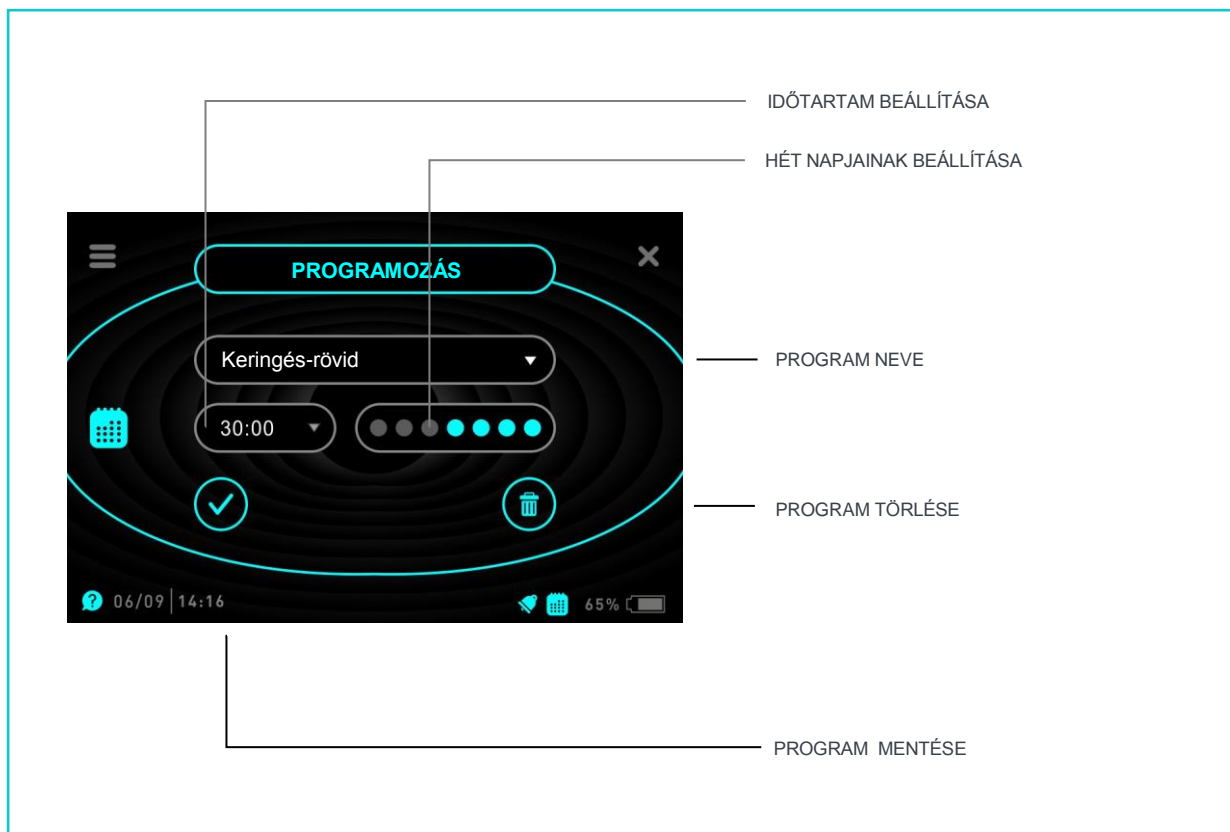 IDŐTARTAM BEÁLLÍTÁSA
HÉT NAPJAINAK BEÁLLÍTÁSA
PROGRAMOZÁS
Keringés-rövid
PROGRAM NEVE
30:00
PROGRAM TÖRLÉSE
? 06/09 14:16
65%
PROGRAM MENTÉSE